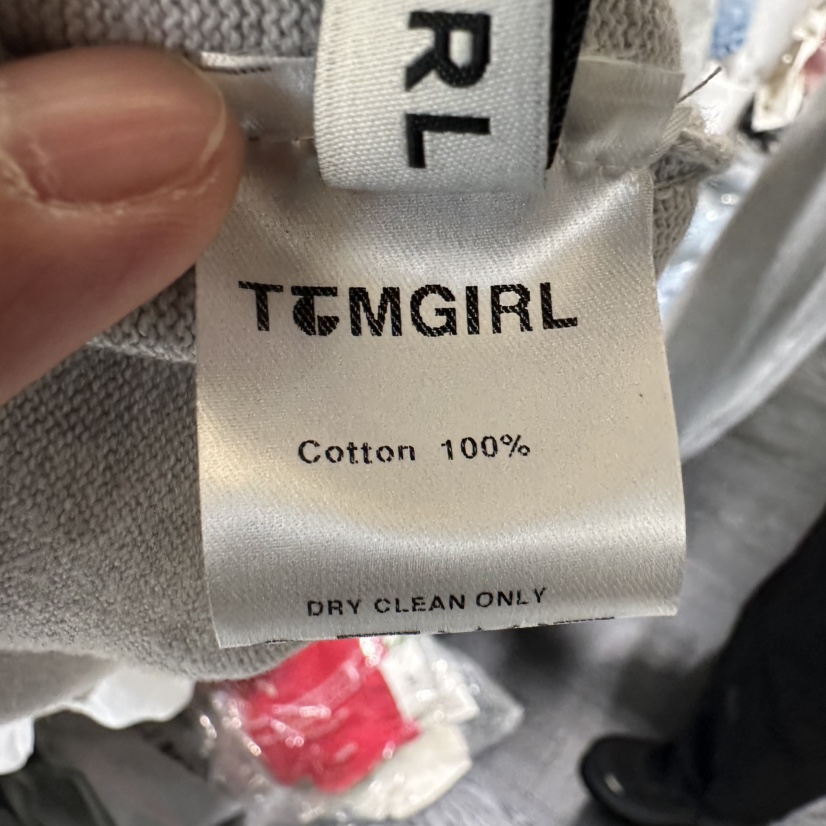 RL
TGMGIRL
Cotton 100%
DRY CLEAN ONLY